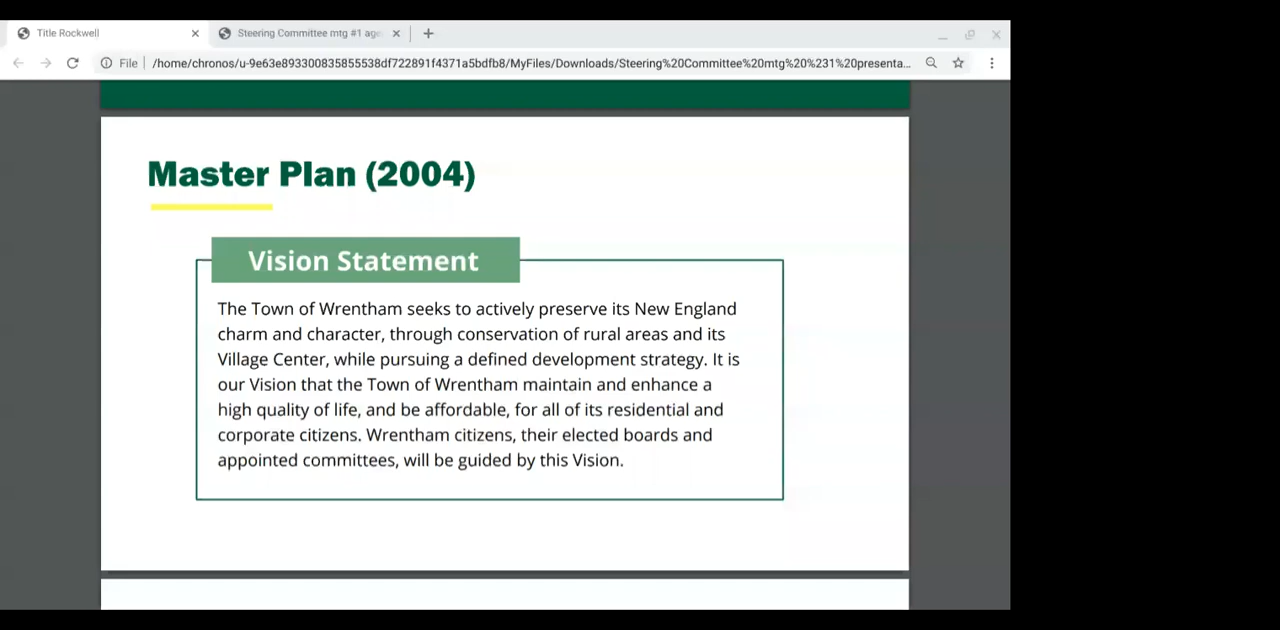 Title Rockwell
Steering Committee mtg #1 age
File
/home/chronos/u-9e63e893300835855538df722891f4371a5bdfb8/MyFiles/Downloads/Steering%20Committee%20mtg%20%231%20presenta...
Master Plan (2004)
Vision Statement
The Town of Wrentham seeks to actively preserve its New England
charm and character, through conservation of rural areas and its
Village Center, while pursuing a defined development strategy. It is
our Vision that the Town of Wrentham maintain and enhance a
high quality of life, and be affordable, for all of its residential and
corporate citizens. Wrentham citizens, their elected boards and
appointed committees, will be guided by this Vision.